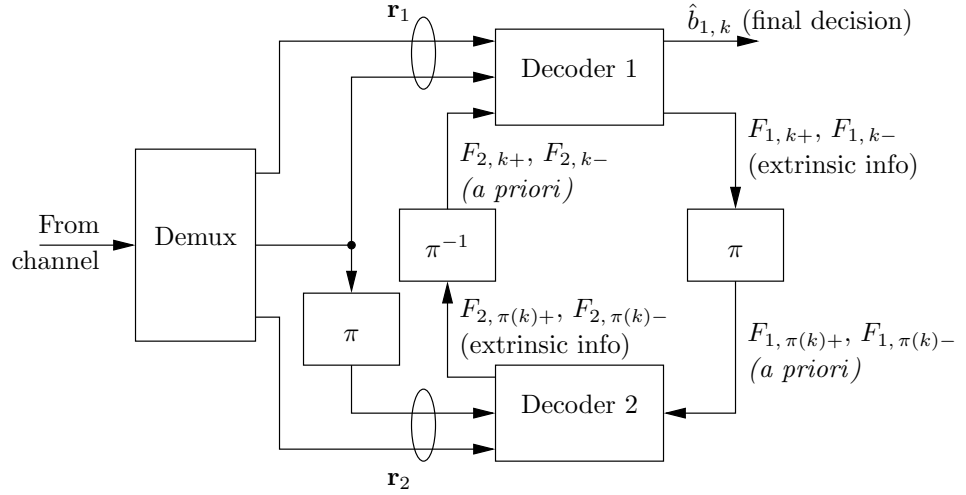 r₁
b̂₁,ₖ (final decision)
Decoder 1
F₁,ₖ₊, F₁,ₖ₋
(extrinsic info)
F₂,ₖ₊, F₂,ₖ₋
(a priori)
From
channel
Demux
π⁻¹
π
π
F₂,π(k)+, F₂,π(k)−
(extrinsic info)
F₁,π(k)+, F₁,π(k)−
(a priori)
Decoder 2
r₂